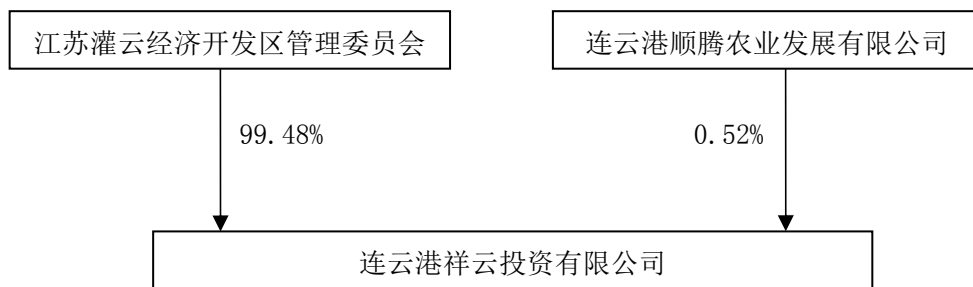 江苏灌云经济开发区管理委员会
连云港顺腾农业发展有限公司
99.48%
0.52%
连云港祥云投资有限公司